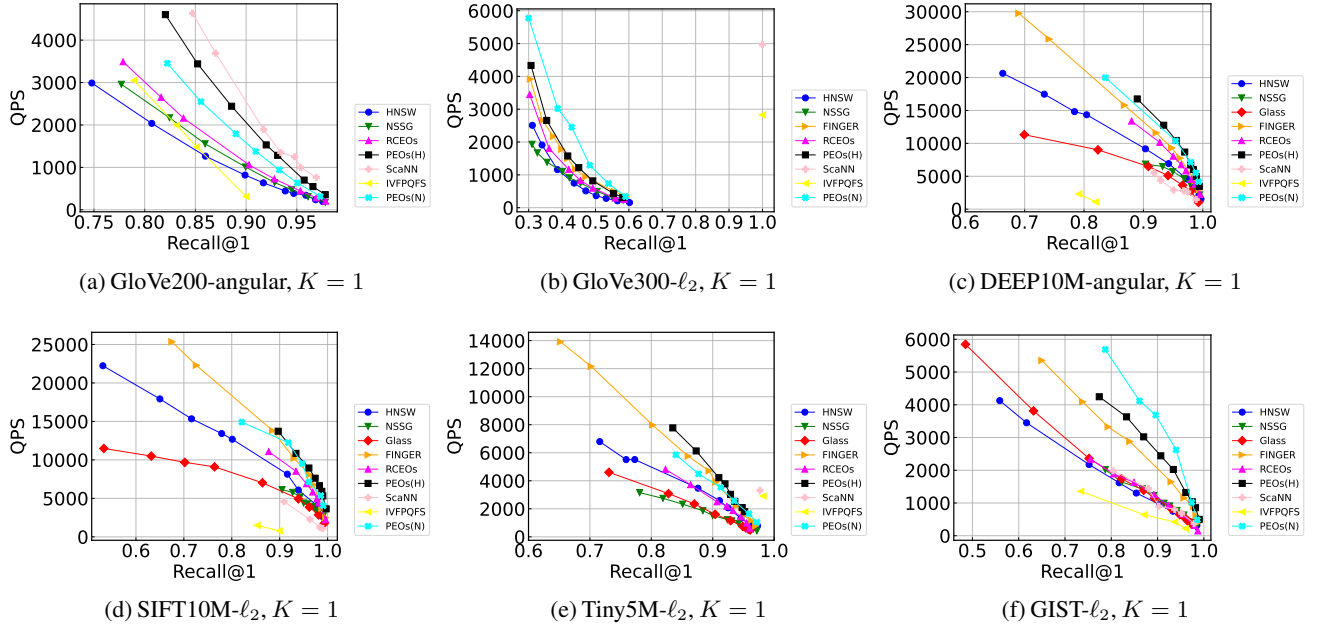 4000
3000
2000
1000
0
QPS
0.75 0.80 0.85 0.90 0.95
Recall@1
HNSW
NSSG
RCEOs
PEOs(H)
ScaNN
IVFPQFS
PEOs(N)
(a) GloVe200-angular, K = 1
6000
5000
4000
3000
2000
1000
0
QPS
0.3 0.4 0.5 0.6 0.7 0.8 0.9 1.0
Recall@1
HNSW
NSSG
FINGER
RCEOs
PEOs(H)
ScaNN
IVFPQFS
PEOs(N)
(b) GloVe300-ℓ₂, K = 1
30000
25000
20000
15000
10000
5000
0
QPS
0.6 0.7 0.8 0.9 1.0
Recall@1
HNSW
NSSG
Glass
FINGER
RCEOs
PEOs(H)
ScaNN
IVFPQFS
PEOs(N)
(c) DEEP10M-angular, K = 1
25000
20000
15000
10000
5000
0
QPS
0.6 0.7 0.8 0.9 1.0
Recall@1
HNSW
NSSG
Glass
FINGER
RCEOs
PEOs(H)
ScaNN
IVFPQFS
PEOs(N)
(d) SIFT10M-ℓ₂, K = 1
14000
12000
10000
8000
6000
4000
2000
0
QPS
0.6 0.7 0.8 0.9 1.0
Recall@1
HNSW
NSSG
Glass
FINGER
RCEOs
PEOs(H)
ScaNN
IVFPQFS
PEOs(N)
(e) Tiny5M-ℓ₂, K = 1
6000
5000
4000
3000
2000
1000
0
QPS
0.5 0.6 0.7 0.8 0.9 1.0
Recall@1
HNSW
NSSG
Glass
FINGER
RCEOs
PEOs(H)
ScaNN
IVFPQFS
PEOs(N)
(f) GIST-ℓ₂, K = 1